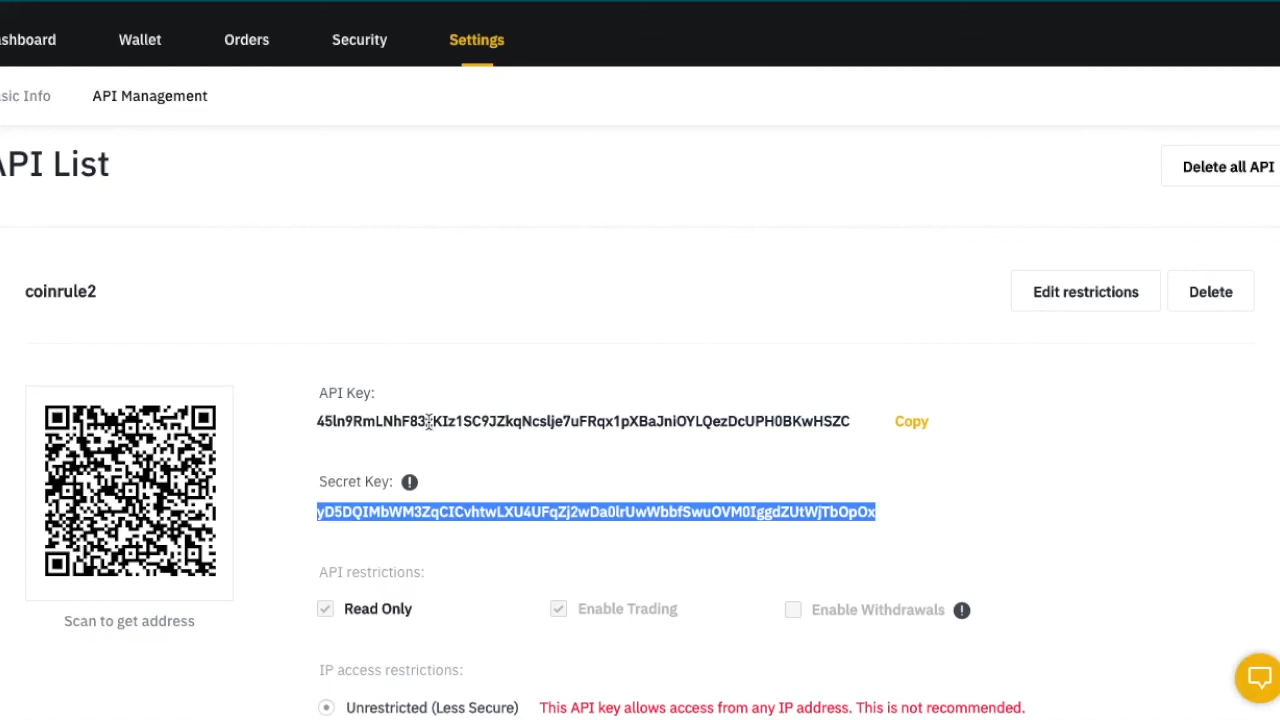 shboard Wallet Orders Security Settings
sic Info API Management
API List
Delete all API
coinrule2
Edit restrictions Delete
API Key:
Copy
Secret Key:
yD5DQIMbWM3ZqCICvhtwLXU4UFqZj2wDa0lrUwWbbfSwuOVM0IggdZUtWjTbOpOx
Scan to get address
API restrictions:
Read Only Enable Trading Enable Withdrawals
IP access restrictions:
Unrestricted (Less Secure) This API key allows access from any IP address. This is not recommended.